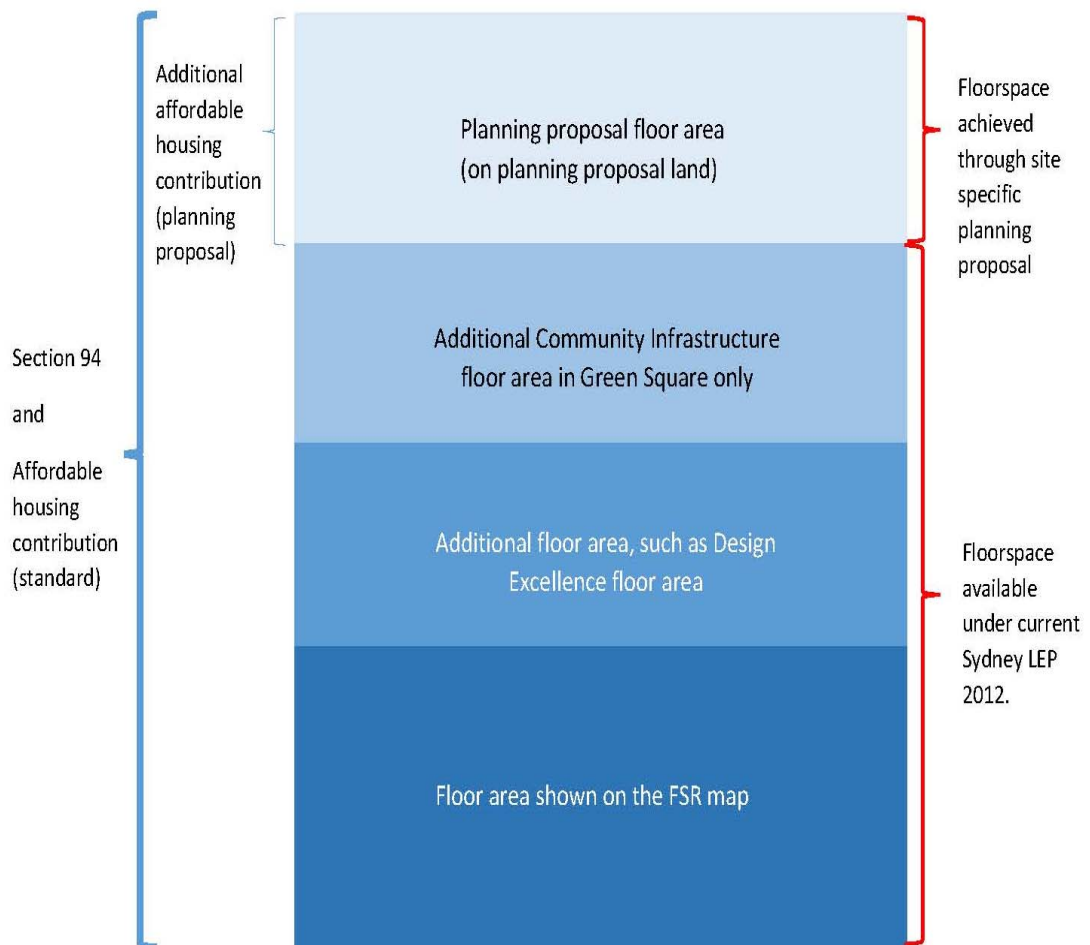 Additional
affordable
housing
contribution
(planning
proposal)
Section 94
and
Affordable
housing
contribution
(standard)
Planning proposal floor area
(on planning proposal land)
Additional Community Infrastructure
floor area in Green Square only
Additional floor area, such as Design
Excellence floor area
Floor area shown on the FSR map
Floorspace
achieved
through site
specific
planning
proposal
Floorspace
available
under current
Sydney LEP
2012.